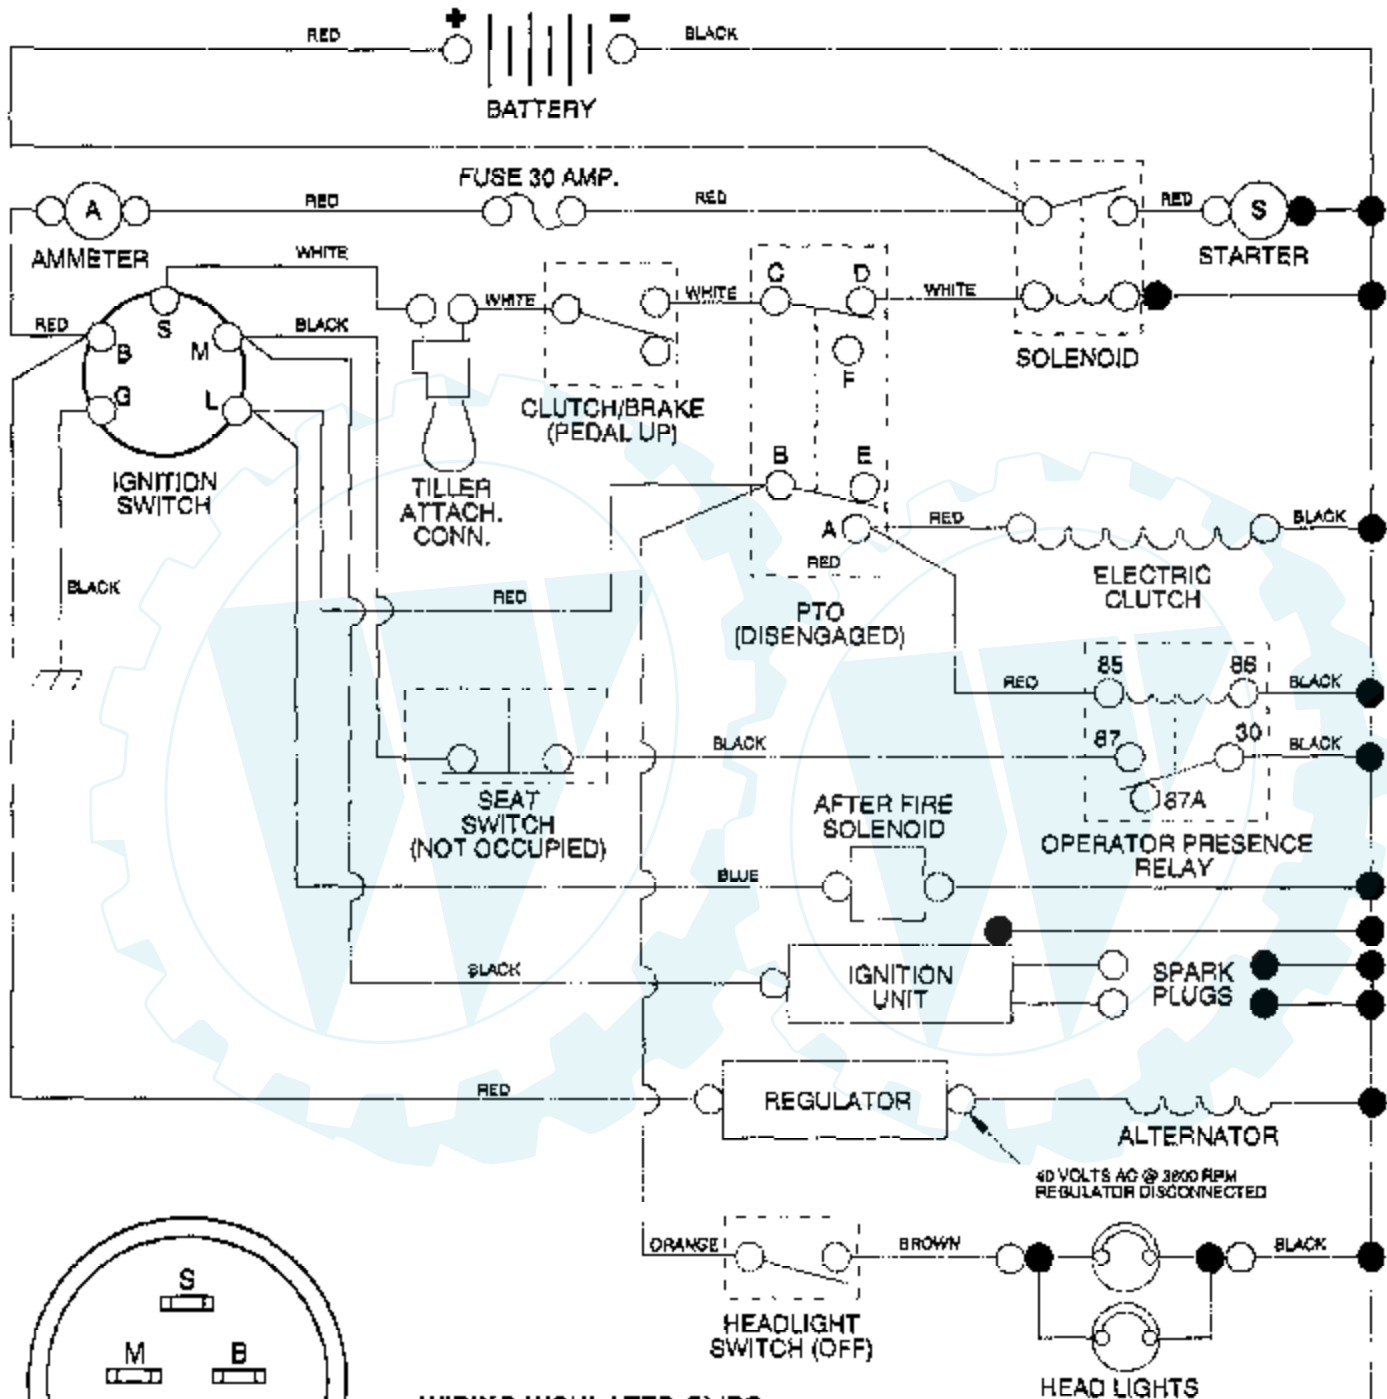 + -
RED
BLACK
BATTERY
FUSE 30 AMP.
A
RED
RED
RED
S
AMMETER
STARTER
WHITE
C D
WHITE
WHITE
WHITE
RED
S
BLACK
B
M
F
SOLENOID
G
L
CLUTCH/BRAKE
(PEDAL UP)
B E
IGNITION
SWITCH
TILLER
ATTACH.
CONN.
A
RED
BLACK
RED
ELECTRIC
CLUTCH
BLACK
RED
PTO
(DISENGAGED)
85 86
RED
BLACK
BLACK
87 30
BLACK
87A
SEAT
SWITCH
(NOT OCCUPIED)
AFTER FIRE
SOLENOID
OPERATOR PRESENCE
RELAY
BLUE
BLACK
IGNITION
UNIT
SPARK
PLUGS
RED
REGULATOR
ALTERNATOR
40 VOLTS AC @ 3600 RPM
REGULATOR DISCONNECTED
ORANGE
BROWN
BLACK
S
HEADLIGHT
SWITCH (OFF)
M B
HEAD LIGHTS
WIRING INSULATED CLIPS